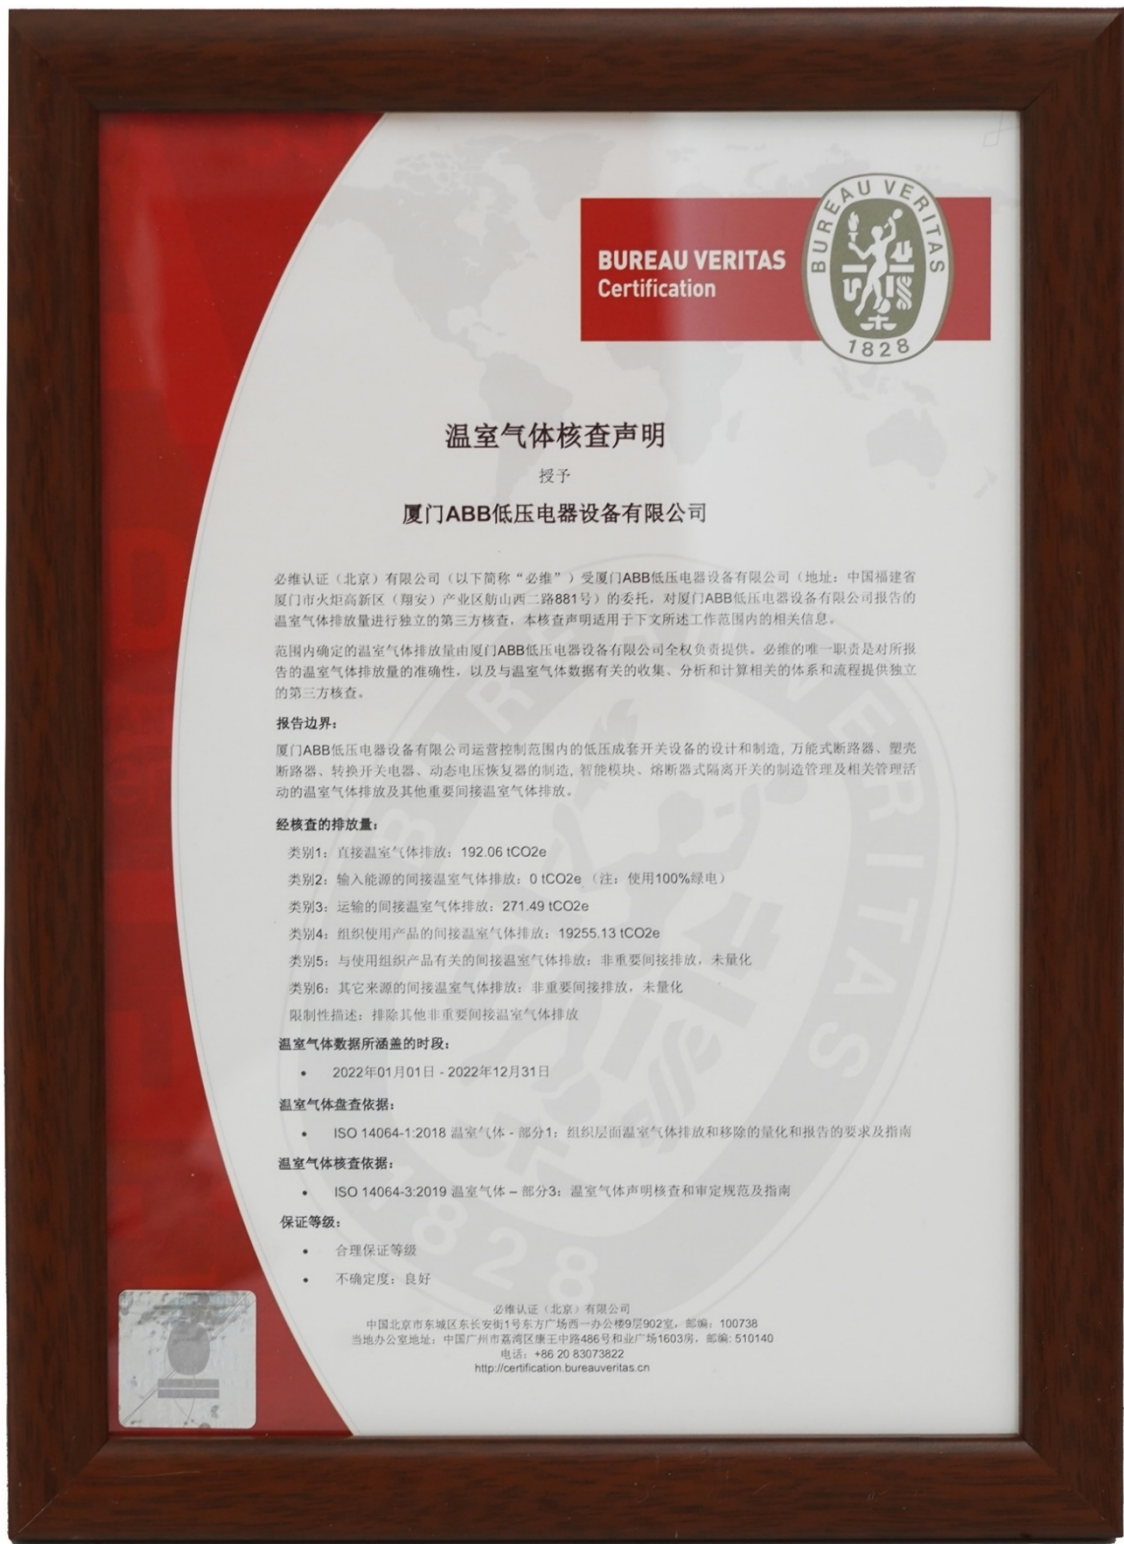 BUREAU VERITAS
Certification
BUREAU VERITAS
1828
温室气体核查声明
授予
厦门ABB低压电器设备有限公司
必维认证（北京）有限公司（以下简称“必维”）受厦门ABB低压电器设备有限公司（地址：中国福建省
厦门市火炬高新区（翔安）产业区舫山西二路881号）的委托，对厦门ABB低压电器设备有限公司报告的
温室气体排放量进行独立的第三方核查，本核查声明适用于下文所述工作范围内的相关信息。
范围内确定的温室气体排放量由厦门ABB低压电器设备有限公司全权负责提供。必维的唯一职责是对所报
告的温室气体排放量的准确性，以及与温室气体数据有关的收集、分析和计算相关的体系和流程提供独立
的第三方核查。
报告边界：
厦门ABB低压电器设备有限公司运营控制范围内的低压成套开关设备的设计和制造, 万能式断路器、塑壳
断路器、转换开关电器、动态电压恢复器的制造, 智能模块、熔断器式隔离开关的制造管理及相关管理活
动的温室气体排放及其他重要间接温室气体排放。
经核查的排放量：
类别1：直接温室气体排放：192.06 tCO2e
类别2：输入能源的间接温室气体排放：0 tCO2e （注：使用100%绿电）
类别3：运输的间接温室气体排放：271.49 tCO2e
类别4：组织使用产品的间接温室气体排放：19255.13 tCO2e
类别5：与使用组织产品有关的间接温室气体排放：非重要间接排放，未量化
类别6：其它来源的间接温室气体排放：非重要间接排放，未量化
限制性描述：排除其他非重要间接温室气体排放
温室气体数据所涵盖的时段：
• 2022年01月01日 - 2022年12月31日
温室气体盘查依据：
• ISO 14064-1:2018 温室气体 - 部分1：组织层面温室气体排放和移除的量化和报告的要求及指南
温室气体核查依据：
• ISO 14064-3:2019 温室气体 – 部分3：温室气体声明核查和审定规范及指南
保证等级：
• 合理保证等级
• 不确定度：良好
必维认证（北京）有限公司
中国北京市东城区东长安街1号东方广场西一办公楼9层902室，邮编：100738
当地办公室地址：中国广州市荔湾区康王中路486号和业广场1603房，邮编: 510140
电话：+86 20 83073822
http://certification.bureauveritas.cn